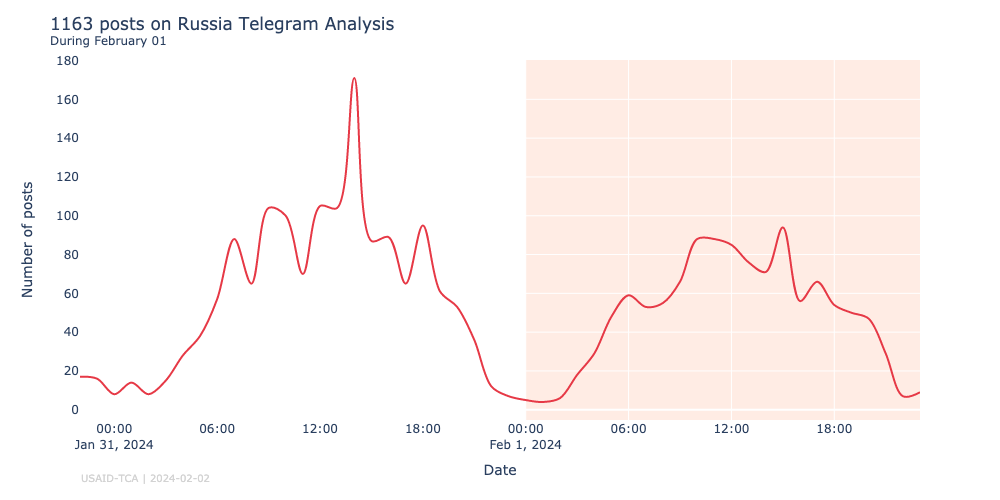 1163 posts on Russia Telegram Analysis
During February 01
180
160
140
120
100
80
60
40
20
0
Number of posts
00:00 06:00 12:00 18:00 00:00 06:00 12:00 18:00
Jan 31, 2024 Feb 1, 2024
Date
USAID-TCA | 2024-02-02